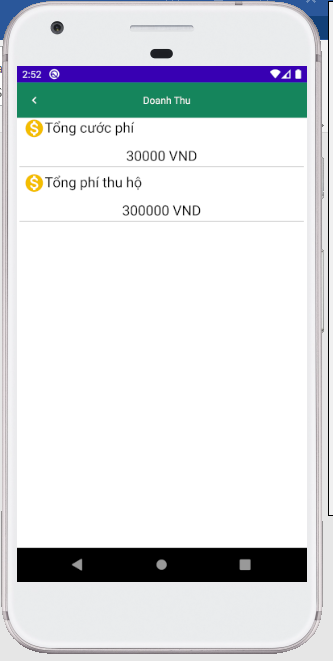 2:52
Doanh Thu
Tổng cước phí
30000 VND
Tổng phí thu hộ
300000 VND